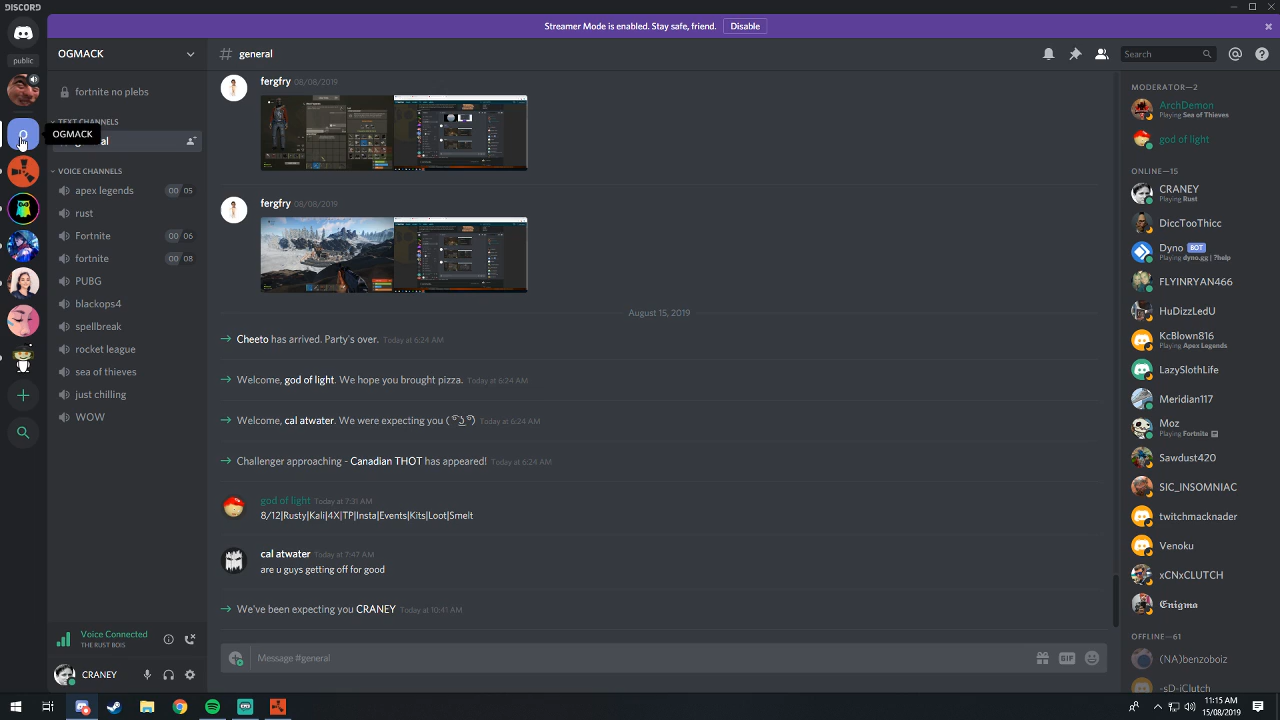 DISCORD
Streamer Mode is enabled. Stay safe, friend. Disable
public
OGMACK
fortnite no plebs
TEXT CHANNELS
OGMACK
VOICE CHANNELS
apex legends 00 05
rust
Fortnite 00 06
fortnite 00 08
PUBG
blackops4
spellbreak
rocket league
sea of thieves
just chilling
WOW
Voice Connected
THE RUST BOIS
CRANEY
# general
Search
fergfry 08/08/2019
fergfry 08/08/2019
August 15, 2019
Cheeto has arrived. Party's over. Today at 6:24 AM
Welcome, god of light. We hope you brought pizza. Today at 6:24 AM
Welcome, cal atwater. We were expecting you ( ͡° ͜ʖ ͡°) Today at 6:24 AM
Challenger approaching - Canadian THOT has appeared! Today at 6:24 AM
god of light Today at 7:31 AM
8/12|Rusty|Kali|4X|TP|Insta|Events|Kits|Loot|Smelt
cal atwater Today at 7:47 AM
are u guys getting off for good
We've been expecting you CRANEY Today at 10:41 AM
Message #general
GIF
MODERATOR—2
ArchDemon
Playing Sea of Thieves
god of light
ONLINE—15
CRANEY
Playing Rust
DiccTooThicc
Dyno BOT
Playing dyno.gg | ?help
FLYINRYAN466
HuDizzLedU
KcBlown816
Playing Apex Legends
LazySlothLife
Meridian117
Moz
Playing Fortnite
Sawdust420
SIC_INSOMNIAC
twitchmacknader
Venoku
xCNxCLUTCH
𝕰𝖓𝖎𝖌𝖒𝖆
OFFLINE—61
(NA)benzoboiz
-sD-iClutch
11:15 AM
15/08/2019